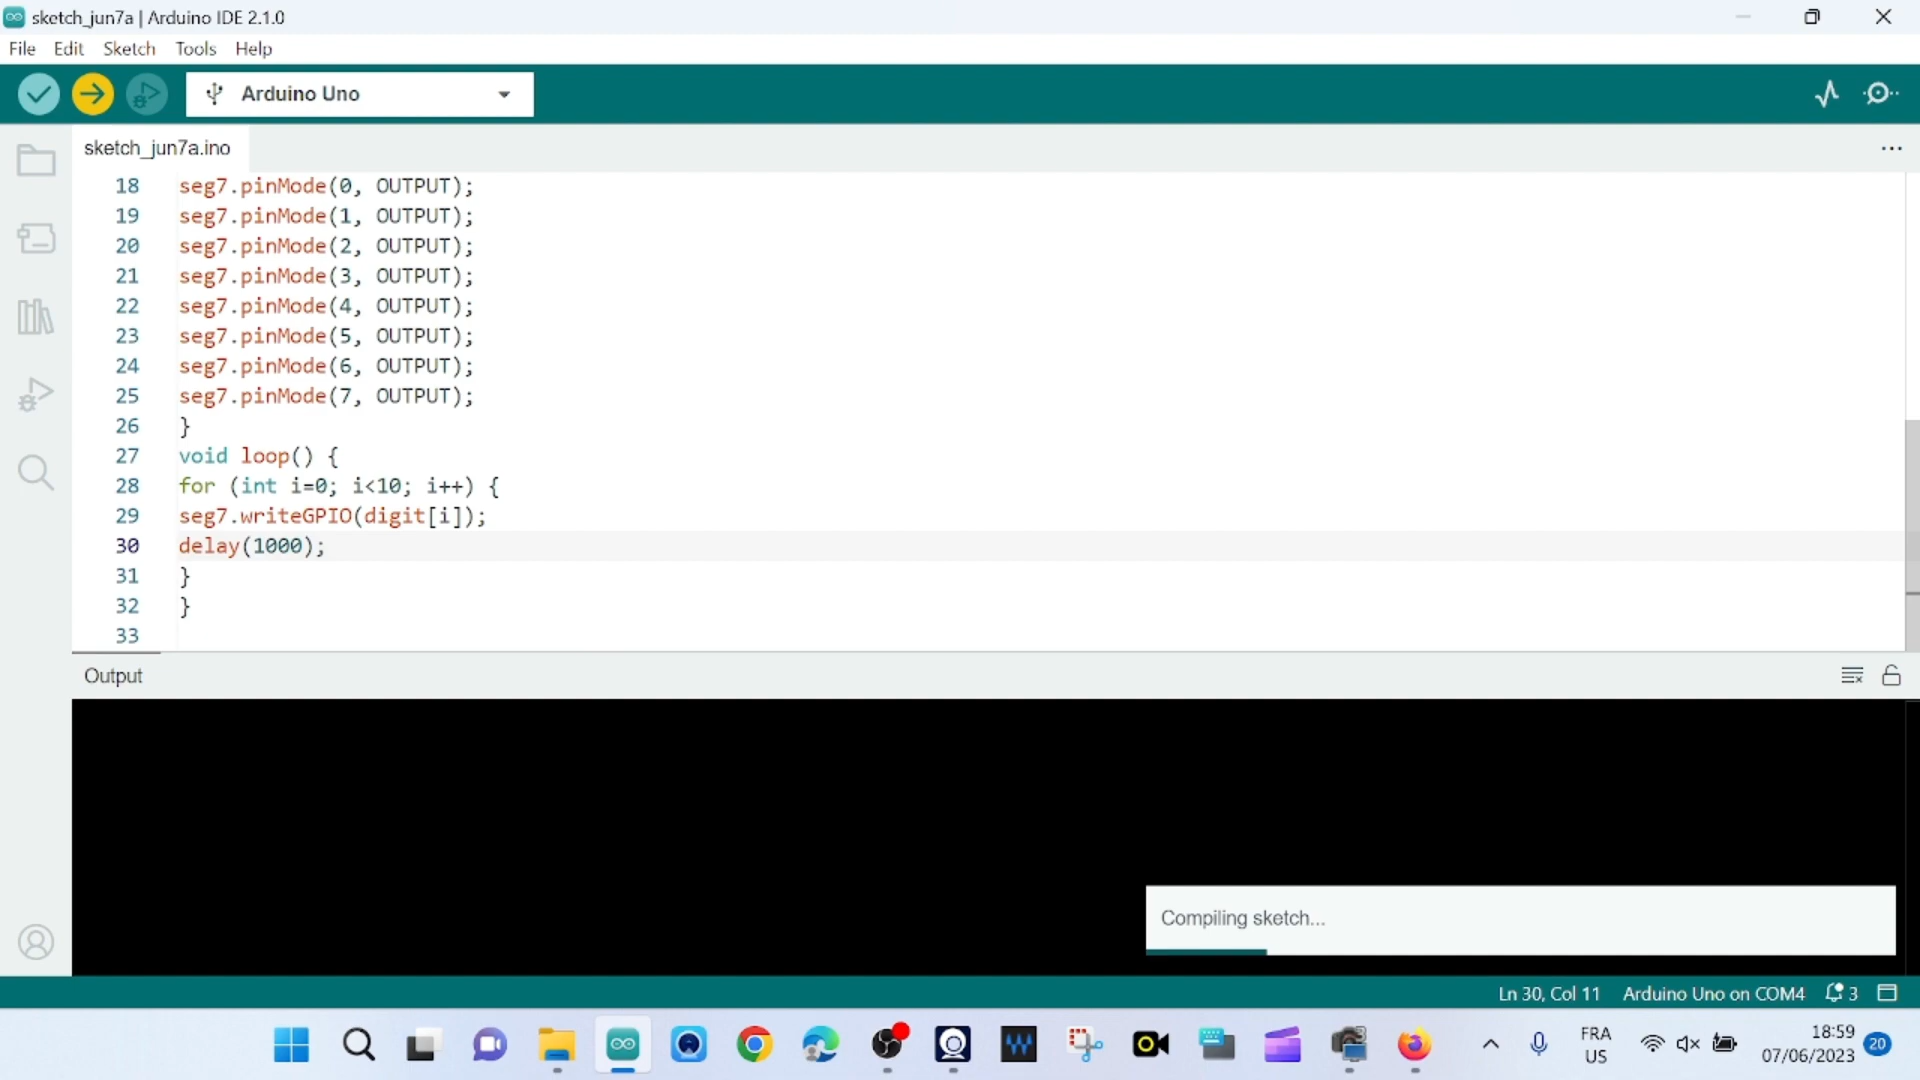 sketch_jun7a | Arduino IDE 2.1.0
File Edit Sketch Tools Help
Arduino Uno
sketch_jun7a.ino
18 seg7.pinMode(0, OUTPUT);
19 seg7.pinMode(1, OUTPUT);
20 seg7.pinMode(2, OUTPUT);
21 seg7.pinMode(3, OUTPUT);
22 seg7.pinMode(4, OUTPUT);
23 seg7.pinMode(5, OUTPUT);
24 seg7.pinMode(6, OUTPUT);
25 seg7.pinMode(7, OUTPUT);
26 }
27 void loop() {
28 for (int i=0; i<10; i++) {
29 seg7.writeGPIO(digit[i]);
30 delay(1000);
31 }
32 }
33
Output
Compiling sketch...
Ln 30, Col 11 Arduino Uno on COM4 3
FRA
US
18:59
07/06/2023
20